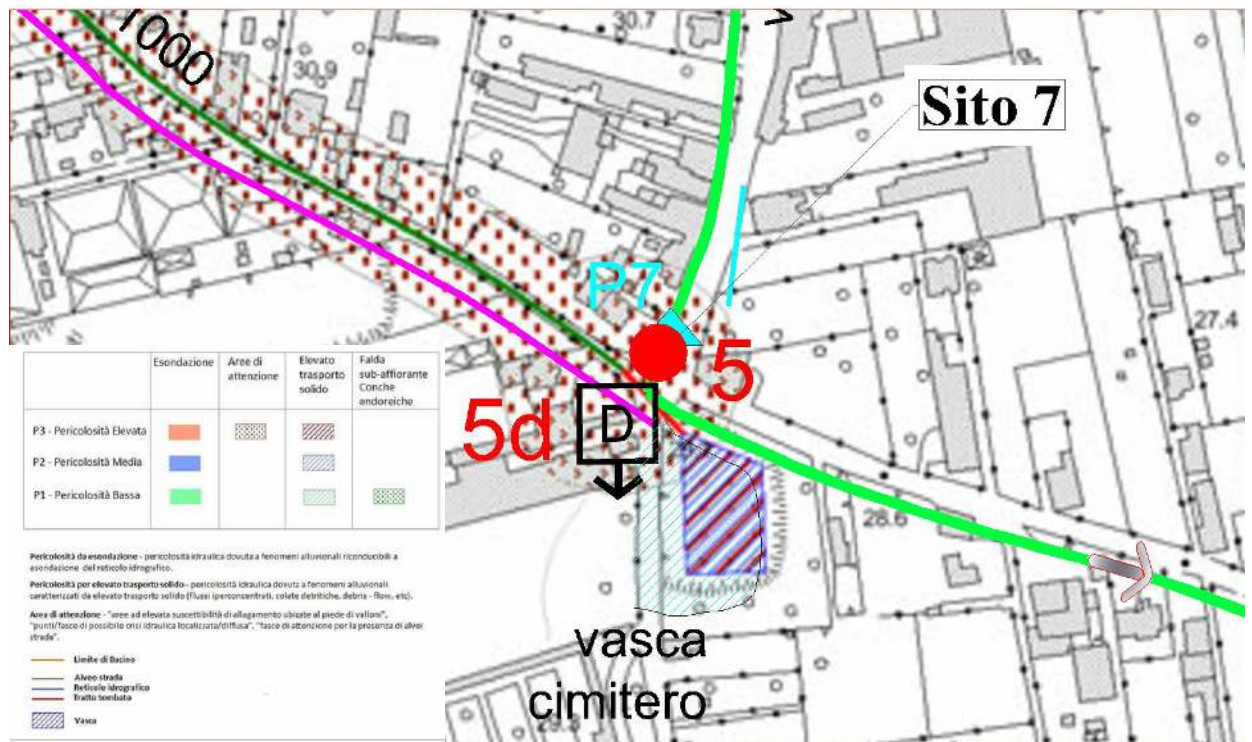 1000
30.9
30.7
Sito 7
P7
27.4
5
5d
D
28.6
vasca
cimitero
Esondazione
Aree di
attenzione
Elevato
trasporto
solido
Falda
sub-affiorante
Conche
endoreiche
P3 - Pericolosità Elevata
P2 - Pericolosità Media
P1 - Pericolosità Bassa
Pericolosità da esondazione - pericolosità idraulica dovuta a fenomeni alluvionali riconducibili a
esondazione del reticolo idrografico.
Pericolosità per elevato trasporto solido - pericolosità idraulica dovuta a fenomeni alluvionali
caratterizzati da elevato trasporto solido (flussi iperconcentrati, colate detritiche, debris - flow, etc).
Area di attenzione - "aree ad elevata suscettibilità di allagamento ubicate al piede di valloni",
"punti/fasce di possibile crisi idraulica localizzata/diffusa", "fasce di attenzione per la presenza di alvei
strada".
Limite di Bacino
Alveo strada
Reticolo idrografico
Tratto tombato
Vasca